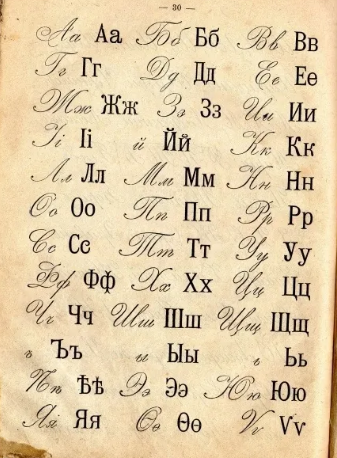 — 30 —
Аа Аа Бб Бб Вв Вв
Гг Гг Дд Дд Ее Ее
Жж Жж Зз Зз Ии Ии
Іі Іі й Йй Кк Кк
Лл Лл Мм Мм Нн Нн
Оо Оо Пп Пп Рр Рр
Сс Сс Тт Тт Уу Уу
Фф Фф Хх Хх Цц Цц
Чч Чч Шш Шш Щщ Щщ
ъ Ъъ ы Ыы ь Ьь
Ѣѣ Ѣѣ Ээ Ээ Юю Юю
Яя Яя Ѳѳ Ѳѳ Ѵѵ Ѵѵ